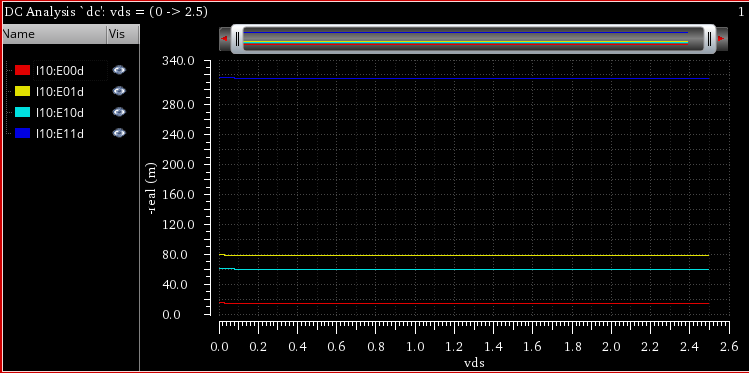 DC Analysis `dc': vds = (0 -> 2.5)
1
Name
Vis
I10:E00d
I10:E01d
I10:E10d
I10:E11d
-real (m)
340.0
280.0
240.0
200.0
160.0
120.0
80.0
40.0
0.0
0.0 0.2 0.4 0.6 0.8 1.0 1.2 1.4 1.6 1.8 2.0 2.2 2.4 2.6
vds